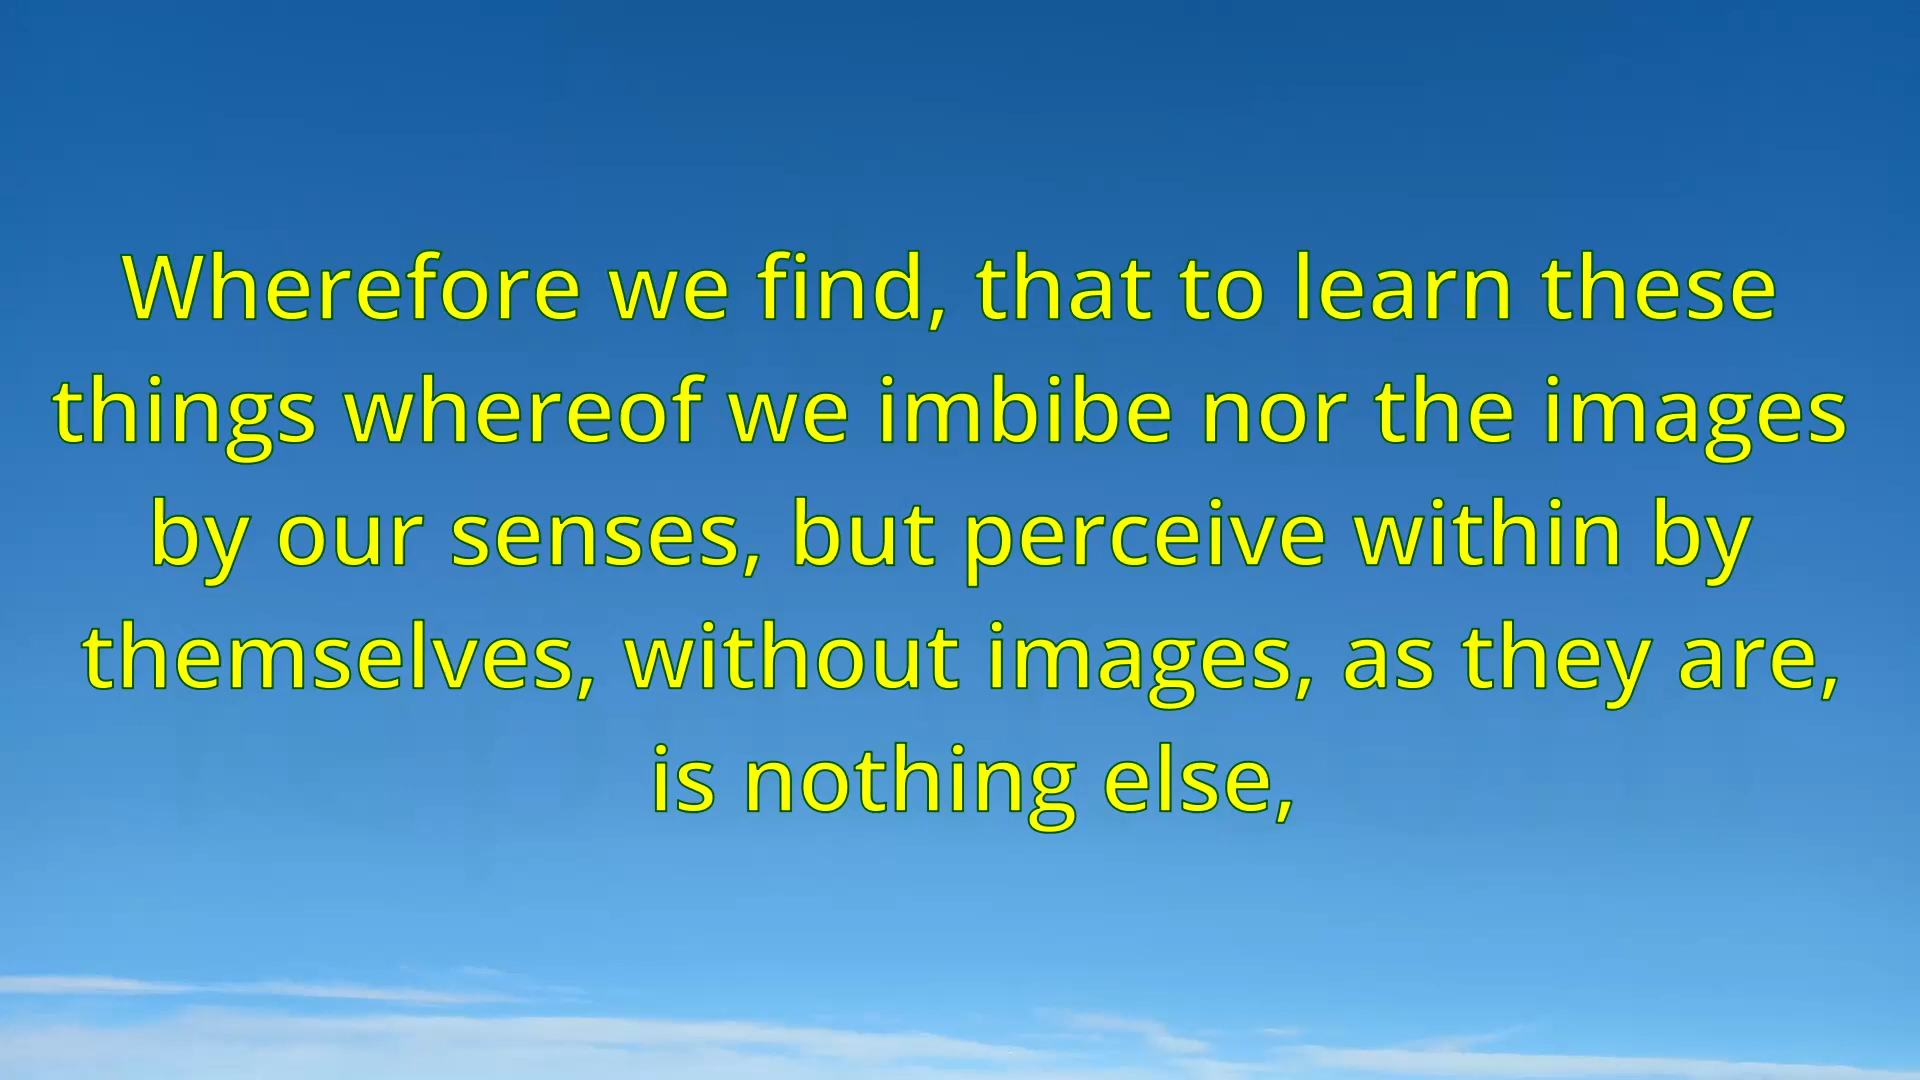 Wherefore we find, that to learn these
things whereof we imbibe nor the images
by our senses, but perceive within by
themselves, without images, as they are,
is nothing else,